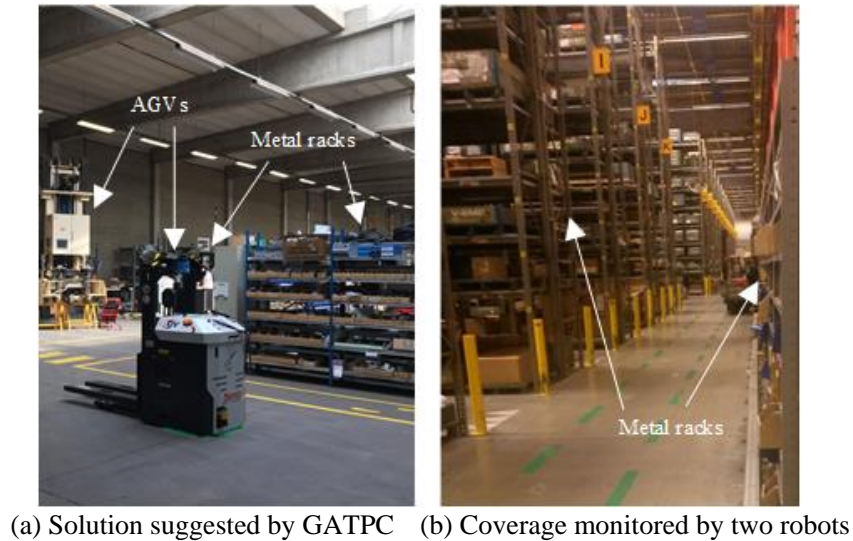 AGVs
Metal racks
I
J
K
Metal racks
(a) Solution suggested by GATPC (b) Coverage monitored by two robots